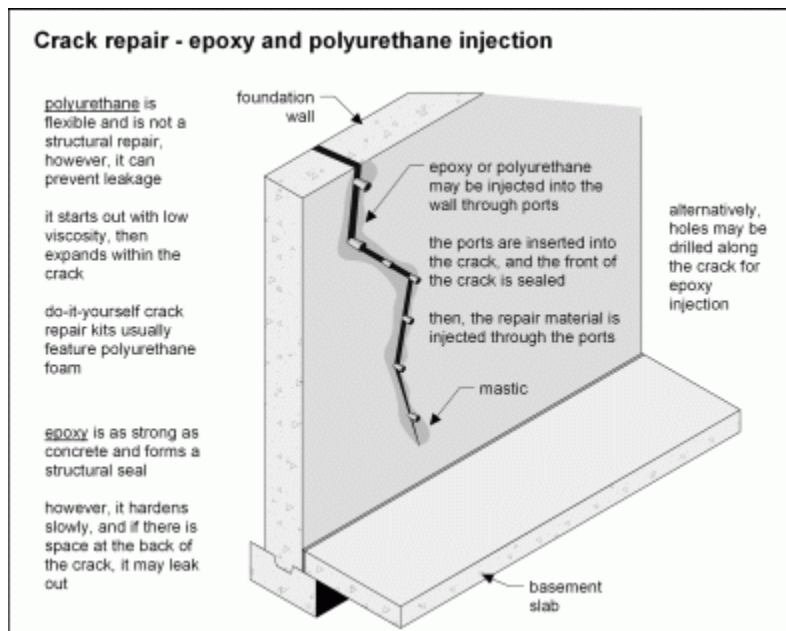 Crack repair - epoxy and polyurethane injection
polyurethane is
flexible and is not a
structural repair,
however, it can
prevent leakage
it starts out with low
viscosity, then
expands within the
crack
do-it-yourself crack
repair kits usually
feature polyurethane
foam
epoxy is as strong as
concrete and forms a
structural seal
however, it hardens
slowly, and if there is
space at the back of
the crack, it may leak
out
foundation
wall
epoxy or polyurethane
may be injected into the
wall through ports
the ports are inserted into
the crack, and the front of
the crack is sealed
then, the repair material is
injected through the ports
mastic
alternatively,
holes may be
drilled along
the crack for
epoxy
injection
basement
slab